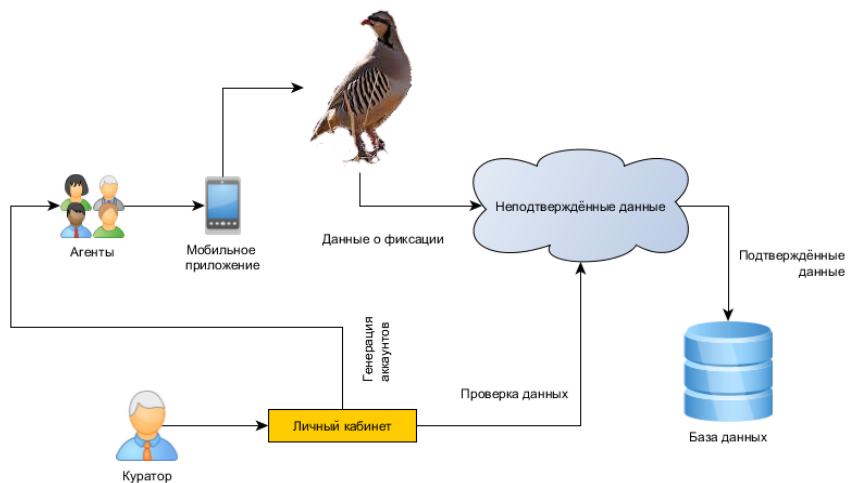 Неподтверждённые данные
Данные о фиксации
Агенты
Мобильное
приложение
Подтверждённые
данные
Генерация
аккаунтов
Проверка данных
Личный кабинет
База данных
Куратор